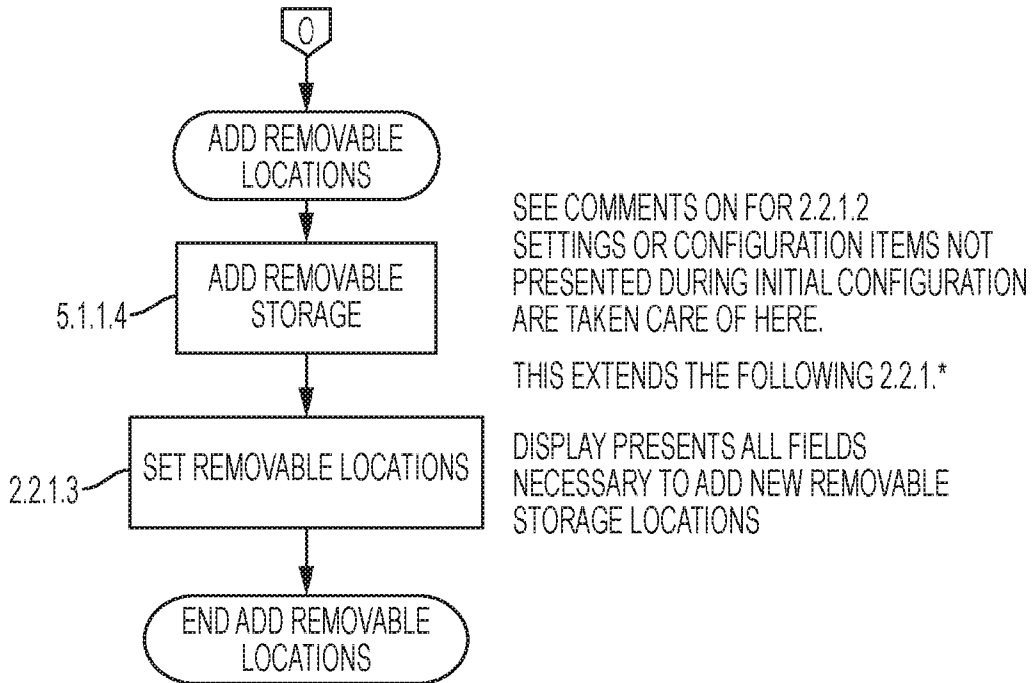 O
ADD REMOVABLE
LOCATIONS
SEE COMMENTS ON FOR 2.2.1.2
SETTINGS OR CONFIGURATION ITEMS NOT
PRESENTED DURING INITIAL CONFIGURATION
ARE TAKEN CARE OF HERE.
ADD REMOVABLE
STORAGE
5.1.1.4
THIS EXTENDS THE FOLLOWING 2.2.1.*
SET REMOVABLE LOCATIONS
2.2.1.3
DISPLAY PRESENTS ALL FIELDS
NECESSARY TO ADD NEW REMOVABLE
STORAGE LOCATIONS
END ADD REMOVABLE
LOCATIONS